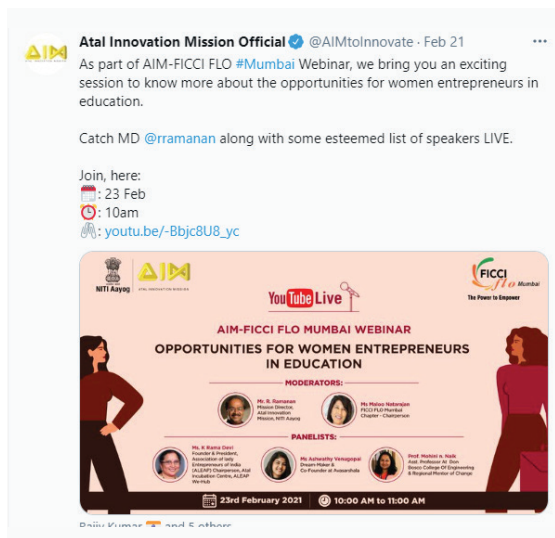 Atal Innovation Mission Official @AIMtoInnovate · Feb 21
As part of AIM-FICCI FLO #Mumbai Webinar, we bring you an exciting
session to know more about the opportunities for women entrepreneurs in
education.
Catch MD @rramanan along with some esteemed list of speakers LIVE.
Join, here:
: 23 Feb
: 10am
: youtu.be/-Bbjc8U8_yc
NITI Aayog
AIM
ATAL INNOVATION MISSION
FICCI
flo Mumbai
The Power to Empower
YouTube Live
AIM-FICCI FLO MUMBAI WEBINAR
OPPORTUNITIES FOR WOMEN ENTREPRENEURS
IN EDUCATION
MODERATORS:
Mr. R. Ramanan
Mission Director,
Atal Innovation
Mission, NITI Aayog
FICCI FLO Mumbai
Chapter - Chairperson
PANELISTS:
Ms. K Rama Devi
Founder & President,
Association of lady
Entrepreneurs of India
(ALEAP) Chairperson, Atal
Incubation Centre, ALEAP
We-Hub
Ms Ashwathy Venugopal
Dream Maker &
Co-Founder at
Prof. Mohini n. Naik
Asst. Professor At Don
Bosco College Of Engineering
& Regional Mentor of Change
23rd February 2021
10:00 AM to 11:00 AM
Rajiv Kumar and 5 others